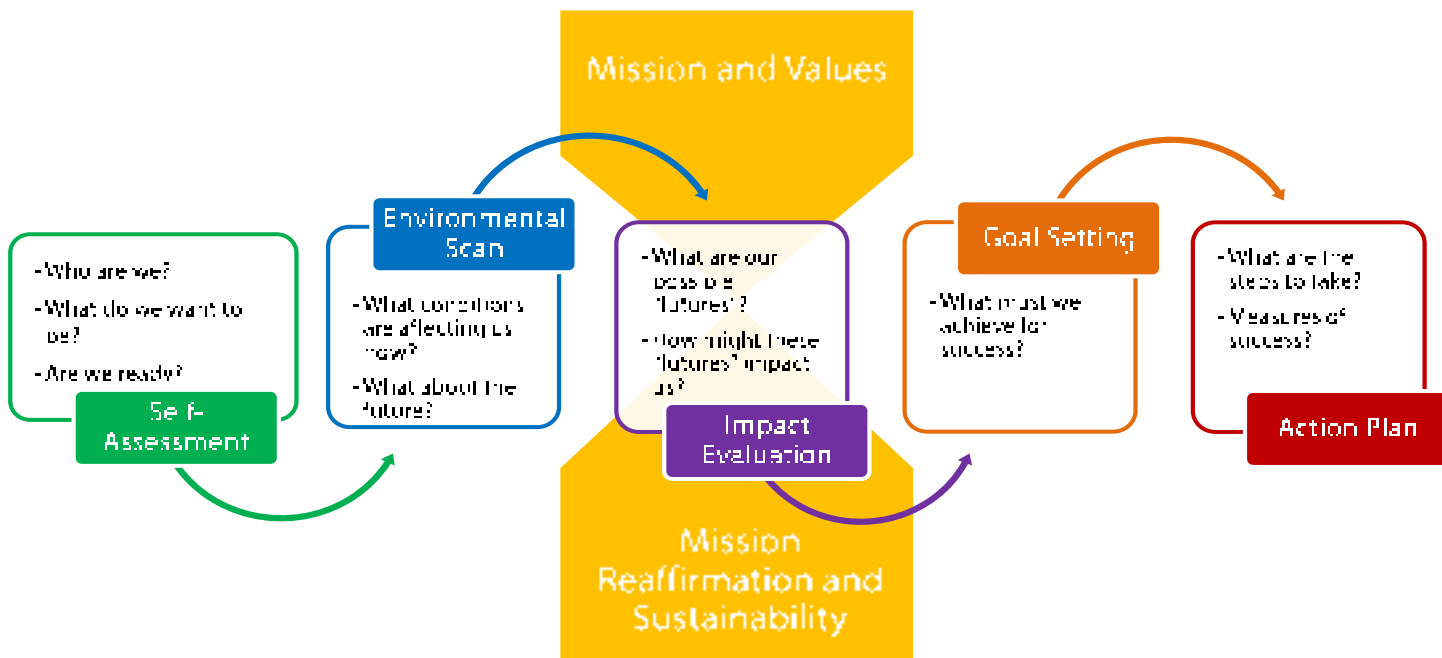 Mission and Values
- Who are we?
- What do we want to
be?
- Are we ready?
Self-
Assessment
Environmental
Scan
- What conditions
are affecting us
now?
- What about the
future?
- What are our
possible
"futures"?
- How might these
"futures" impact
us?
Impact
Evaluation
Goal Setting
- What must we
achieve for
success?
- What are the
steps to take?
- Measures of
success?
Action Plan
Mission
Reaffirmation and
Sustainability